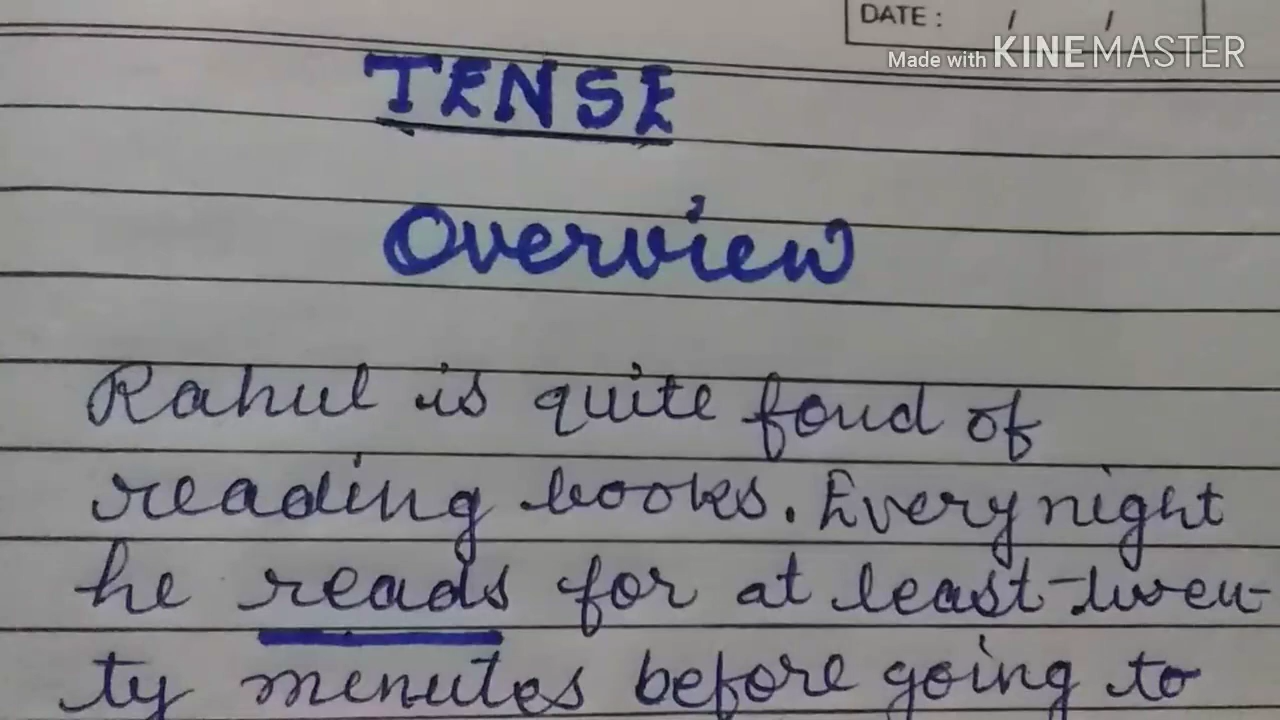 DATE : / /
Made with KINEMASTER
TENSE
Overview
Rahul is quite fond of
reading books. Every night
he reads for at least twen-
ty menutes before going to